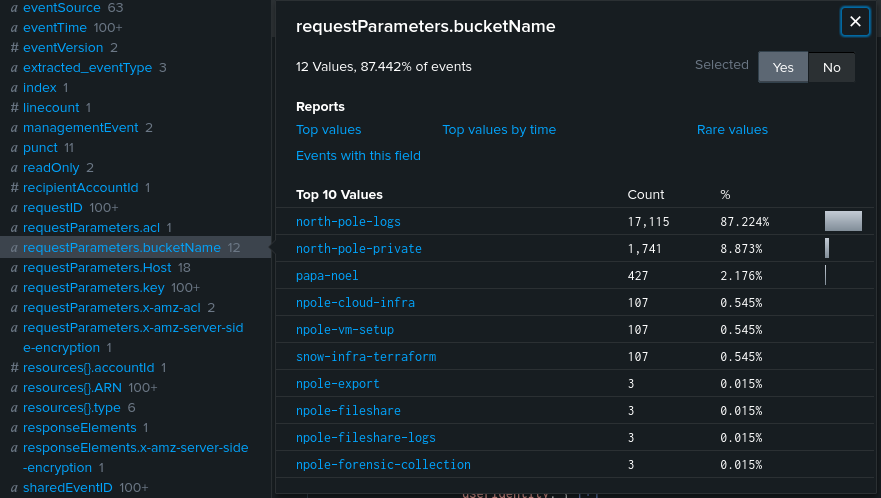 a eventSource 63
a eventTime 100+
# eventVersion 2
a extracted_eventType 3
a index 1
# linecount 1
a managementEvent 2
a punct 11
a readOnly 2
# recipientAccountId 1
a requestID 100+
a requestParameters.acl 1
a requestParameters.bucketName 12
a requestParameters.Host 18
a requestParameters.key 100+
a requestParameters.x-amz-acl 2
a requestParameters.x-amz-server-sid
e-encryption 1
# resources{}.accountId 1
a resources{}.ARN 100+
a resources{}.type 6
a responseElements 1
a responseElements.x-amz-server-side
-encryption 1
a sharedEventID 100+
requestParameters.bucketName
12 Values, 87.442% of events
Selected Yes No
Reports
Top values Top values by time Rare values
Events with this field
Top 10 Values Count %
north-pole-logs 17,115 87.224%
north-pole-private 1,741 8.873%
papa-noel 427 2.176%
npole-cloud-infra 107 0.545%
npole-vm-setup 107 0.545%
snow-infra-terraform 107 0.545%
npole-export 3 0.015%
npole-fileshare 3 0.015%
npole-fileshare-logs 3 0.015%
npole-forensic-collection 3 0.015%